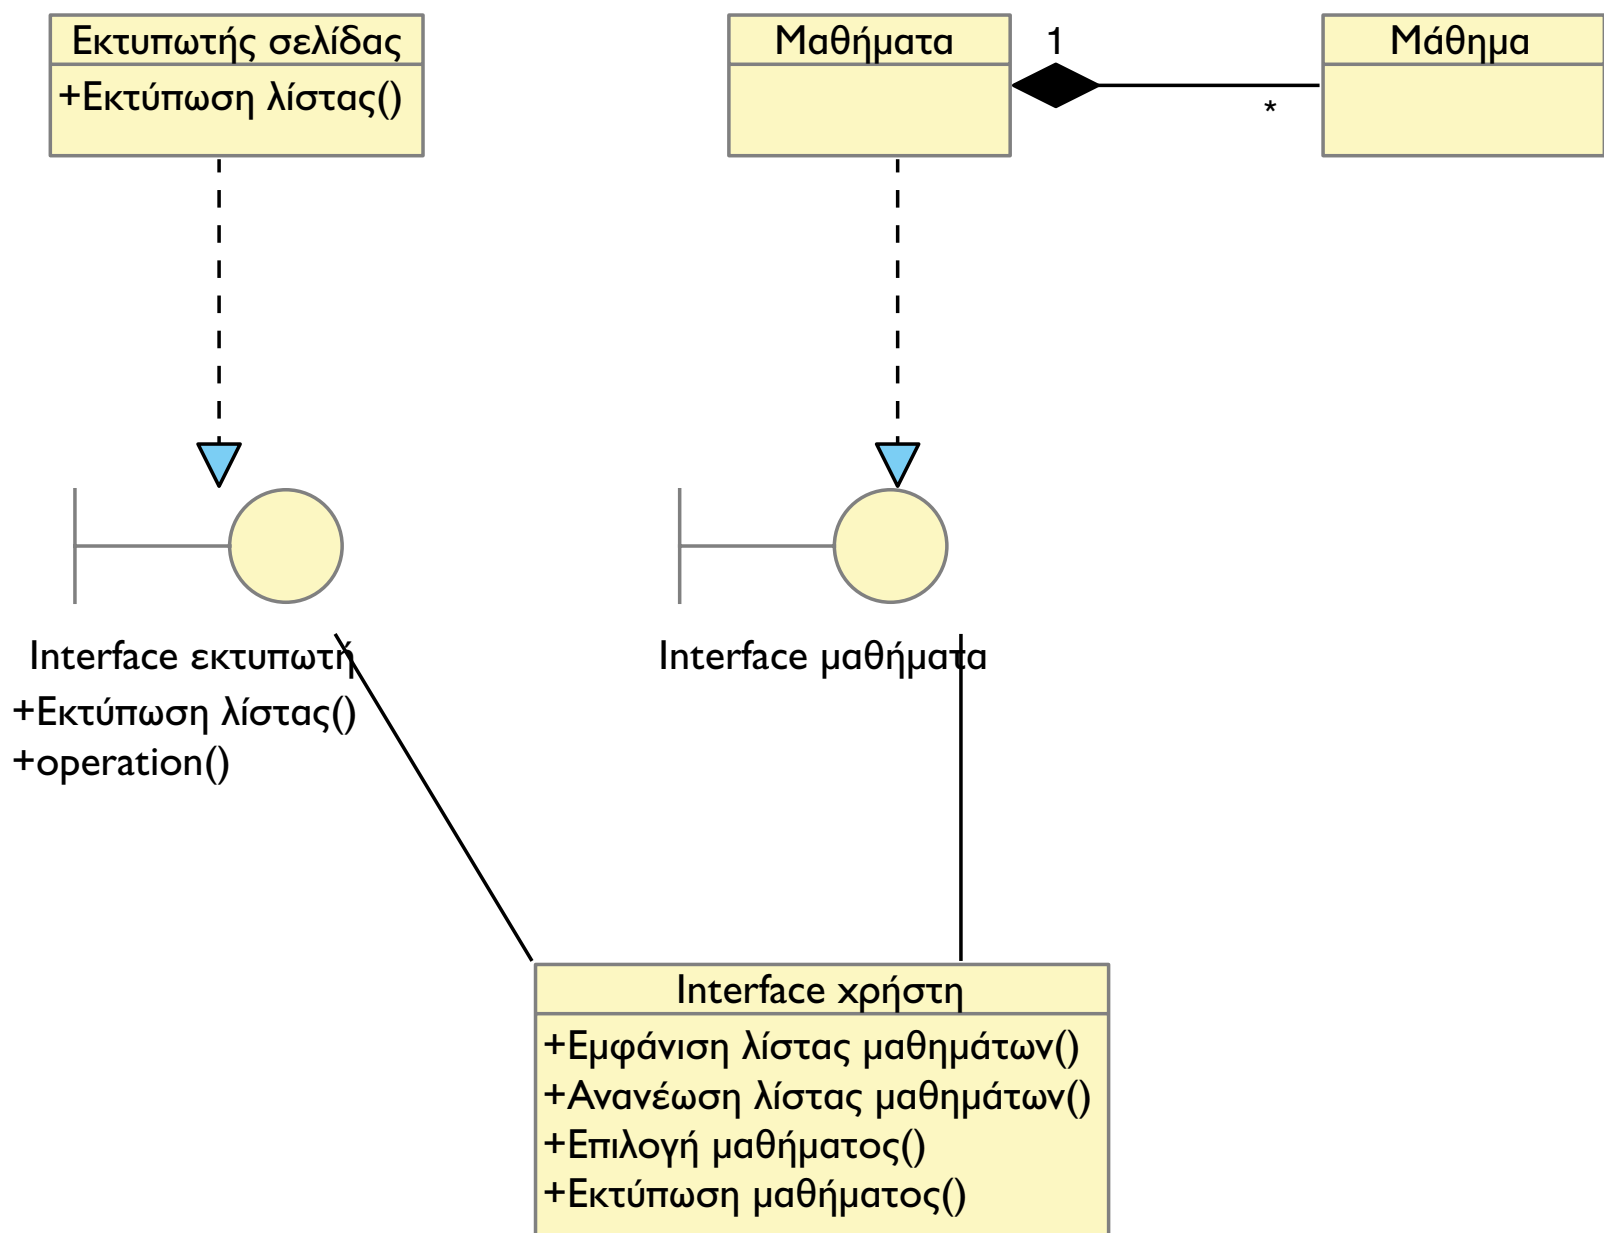 Εκτυπωτής σελίδας
+Εκτύπωση λίστας()
Μαθήματα
1
*
Μάθημα
Interface εκτυπωτή
+Εκτύπωση λίστας()
+operation()
Interface μαθήματα
Interface χρήστη
+Εμφάνιση λίστας μαθημάτων()
+Ανανέωση λίστας μαθημάτων()
+Επιλογή μαθήματος()
+Εκτύπωση μαθήματος()